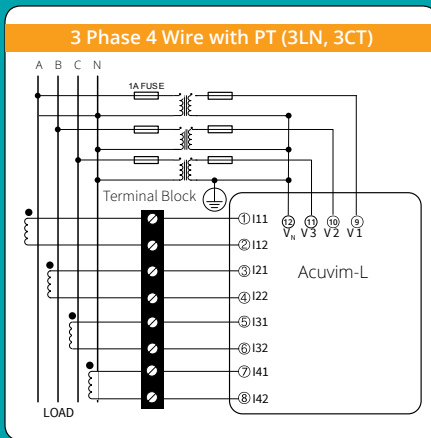 3 Phase 4 Wire with PT (3LN, 3CT)
A B C N
1A FUSE
Terminal Block
① I11
② I12
③ I21
④ I22
⑤ I31
⑥ I32
⑦ I41
⑧ I42
⑫ ⑪ ⑩ ⑨
VN V3 V2 V1
Acuvim-L
LOAD